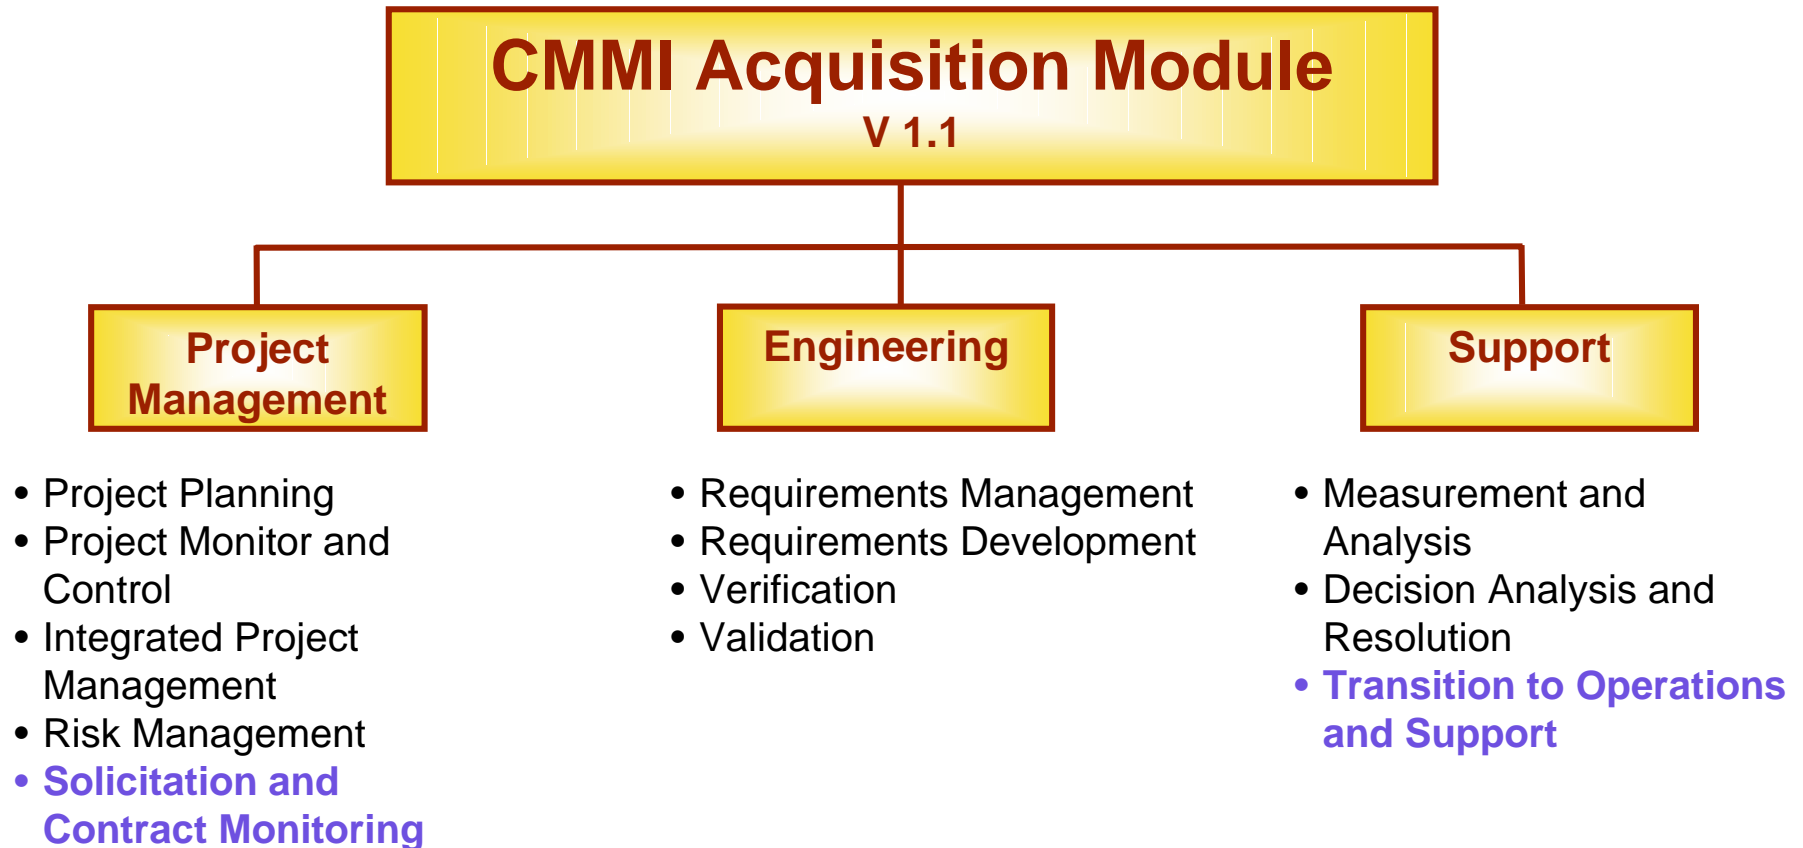 CMMI Acquisition Module
V 1.1
Project
Management
• Project Planning
• Project Monitor and
Control
• Integrated Project
Management
• Risk Management
• Solicitation and
Contract Monitoring
Engineering
• Requirements Management
• Requirements Development
• Verification
• Validation
Support
• Measurement and
Analysis
• Decision Analysis and
Resolution
• Transition to Operations
and Support